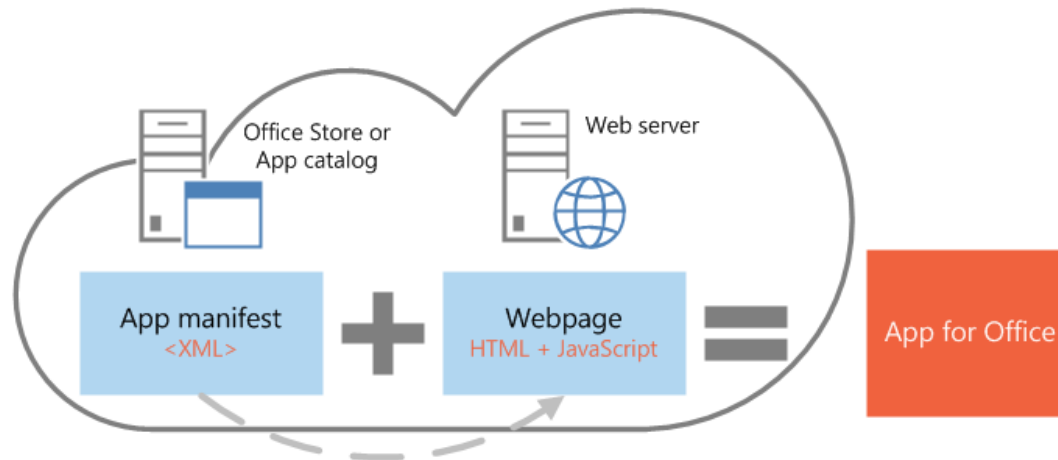 Office Store or
App catalog
Web server
App manifest
<XML>
Webpage
HTML + JavaScript
App for Office